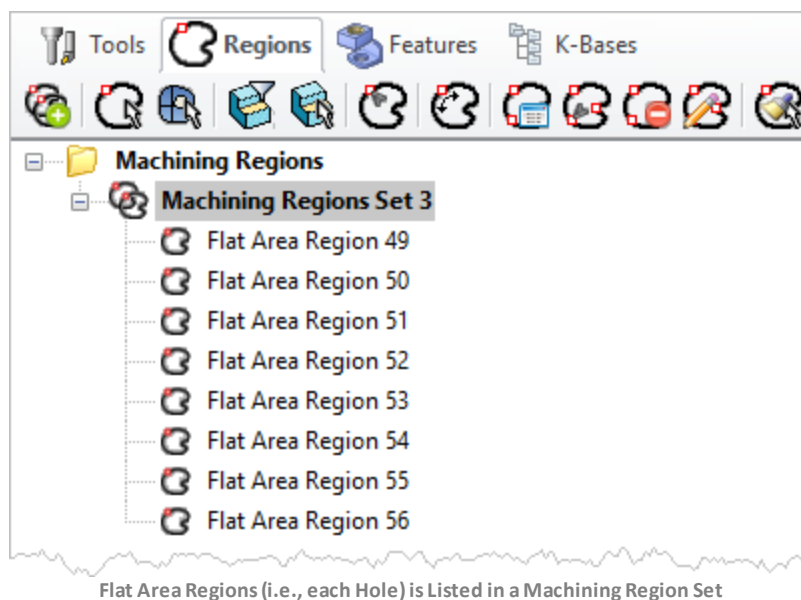 Tools Regions Features K-Bases
Machining Regions
Machining Regions Set 3
Flat Area Region 49
Flat Area Region 50
Flat Area Region 51
Flat Area Region 52
Flat Area Region 53
Flat Area Region 54
Flat Area Region 55
Flat Area Region 56
Flat Area Regions (i.e., each Hole) is Listed in a Machining Region Set